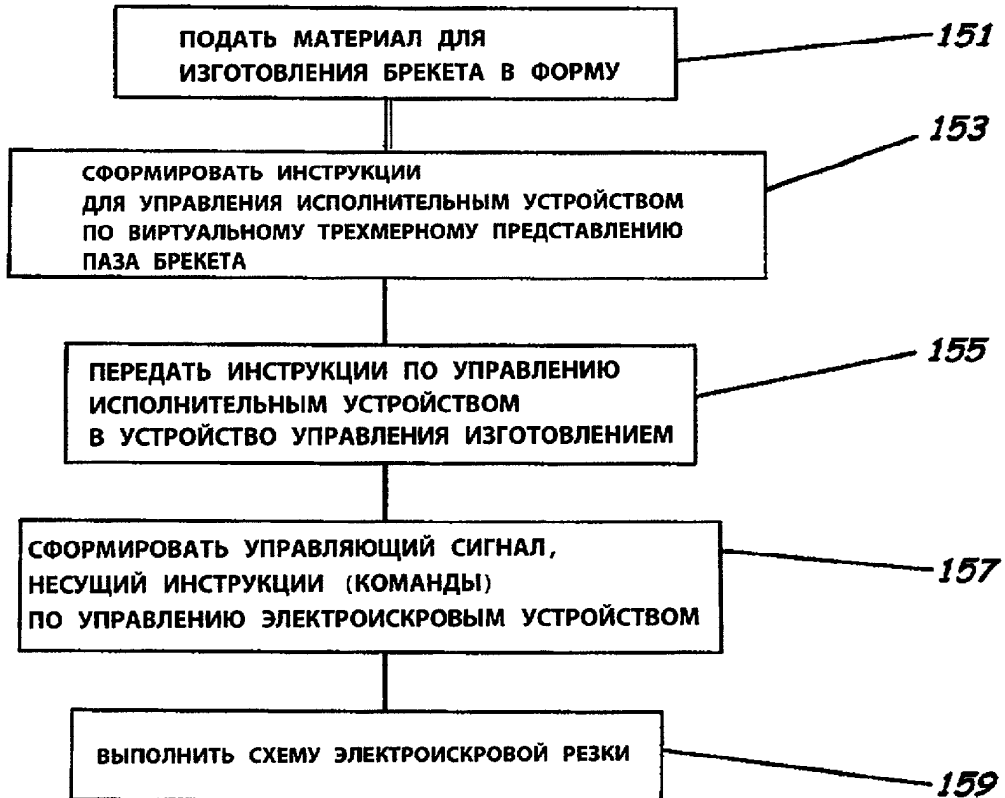 ПОДАТЬ МАТЕРИАЛ ДЛЯ
ИЗГОТОВЛЕНИЯ БРЕКЕТА В ФОРМУ
151
СФОРМИРОВАТЬ ИНСТРУКЦИИ
ДЛЯ УПРАВЛЕНИЯ ИСПОЛНИТЕЛЬНЫМ УСТРОЙСТВОМ
ПО ВИРТУАЛЬНОМУ ТРЕХМЕРНОМУ ПРЕДСТАВЛЕНИЮ
ПАЗА БРЕКЕТА
153
ПЕРЕДАТЬ ИНСТРУКЦИИ ПО УПРАВЛЕНИЮ
ИСПОЛНИТЕЛЬНЫМ УСТРОЙСТВОМ
В УСТРОЙСТВО УПРАВЛЕНИЯ ИЗГОТОВЛЕНИЕМ
155
СФОРМИРОВАТЬ УПРАВЛЯЮЩИЙ СИГНАЛ,
НЕСУЩИЙ ИНСТРУКЦИИ (КОМАНДЫ)
ПО УПРАВЛЕНИЮ ЭЛЕКТРОИСКРОВЫМ УСТРОЙСТВОМ
157
ВЫПОЛНИТЬ СХЕМУ ЭЛЕКТРОИСКРОВОЙ РЕЗКИ
159